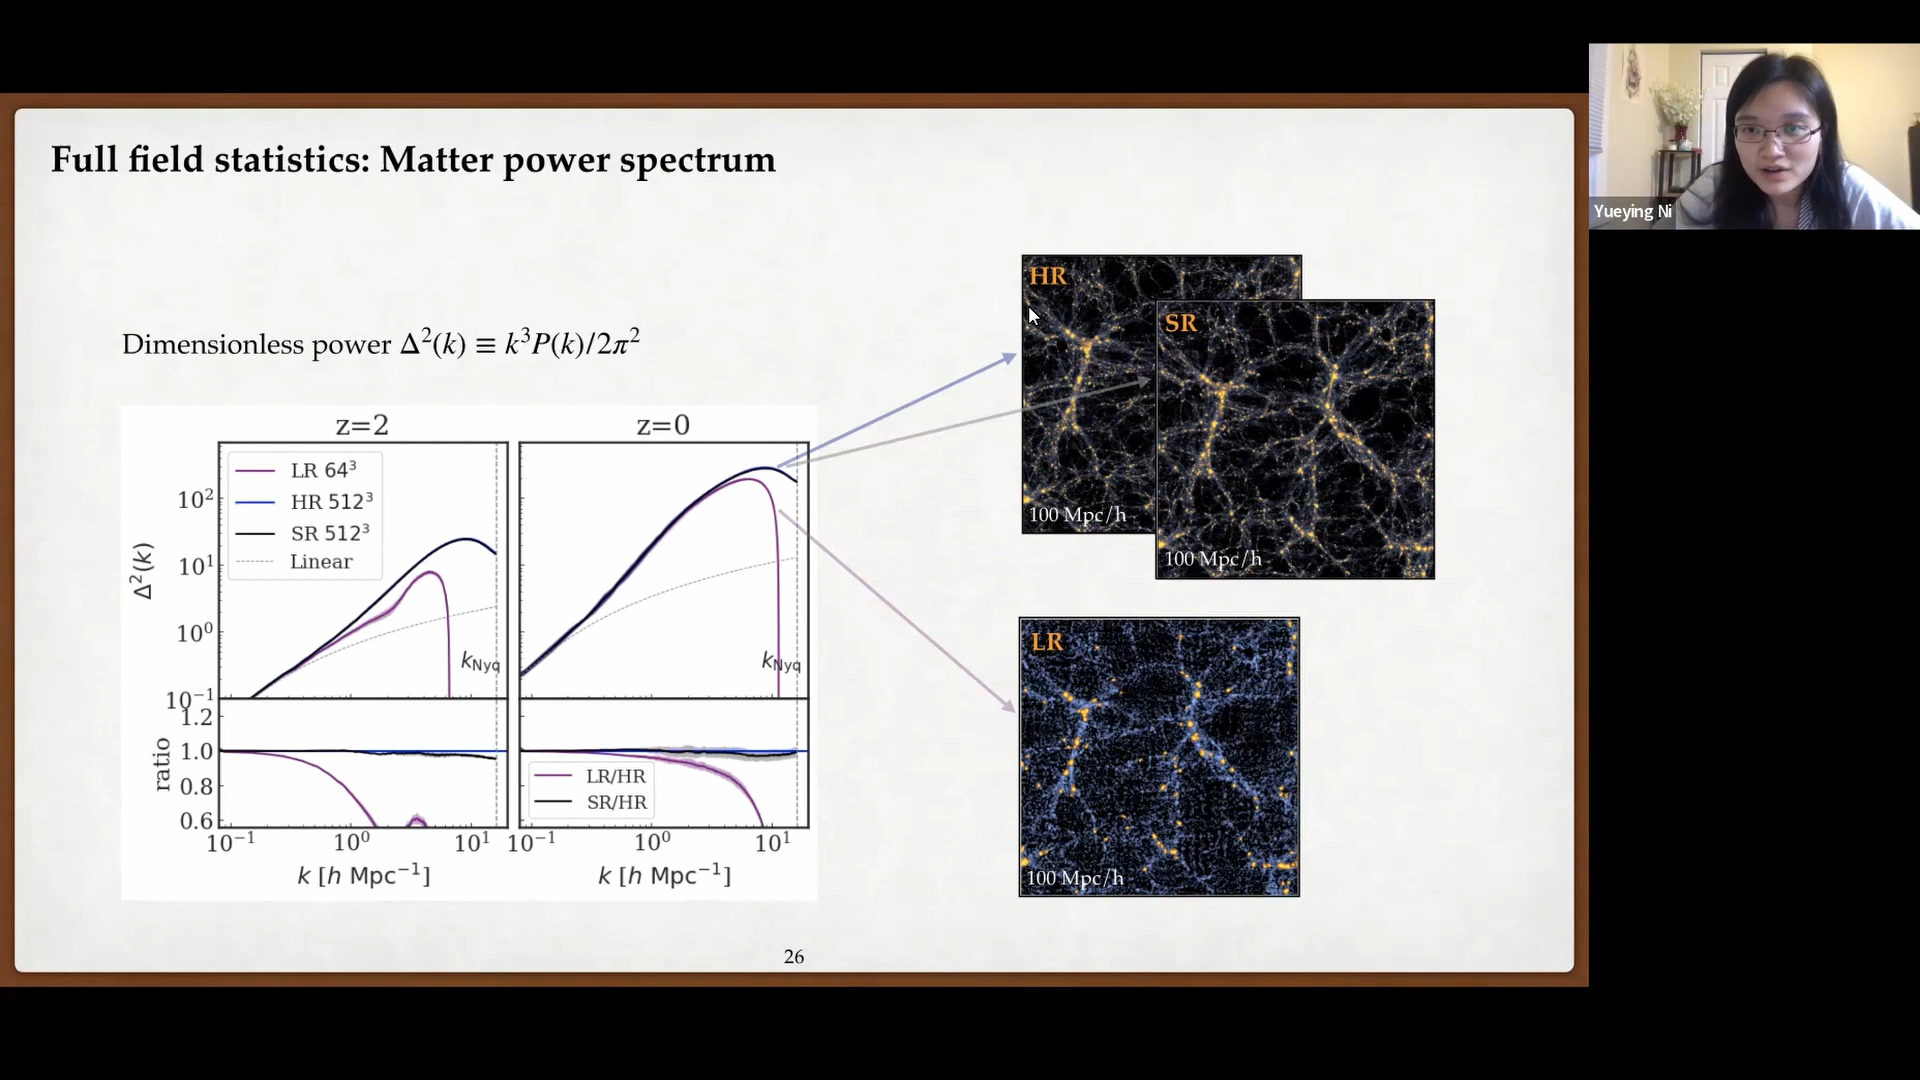 Full field statistics: Matter power spectrum
Yueying Ni
Dimensionless power Δ²(k) ≡ k³P(k)/2π²
z=2
z=0
LR 64³
HR 512³
SR 512³
Linear
Δ²(k)
10²
10¹
10⁰
10⁻¹
k_Nyq
k_Nyq
ratio
1.2
1.0
0.8
0.6
LR/HR
SR/HR
10⁻¹ 10⁰ 10¹
10⁻¹ 10⁰ 10¹
k [h Mpc⁻¹]
k [h Mpc⁻¹]
HR
100 Mpc/h
SR
100 Mpc/h
LR
100 Mpc/h
26